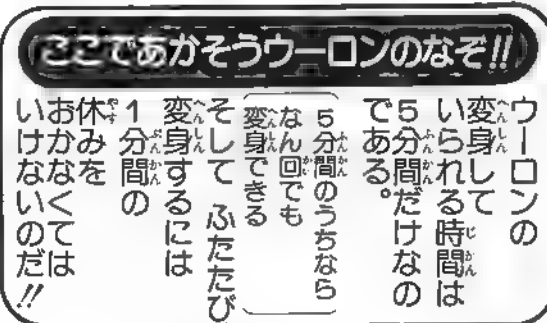 ここであかそうウーロンのなぞ!!
ウーロンの
変身して
いられる時間は
5分間だけなの
である。
5分間のうちなら
なん回でも
変身できる
そして ふたたび
変身するには
1分間の
休みを
おかなくては
いけないのだ!!